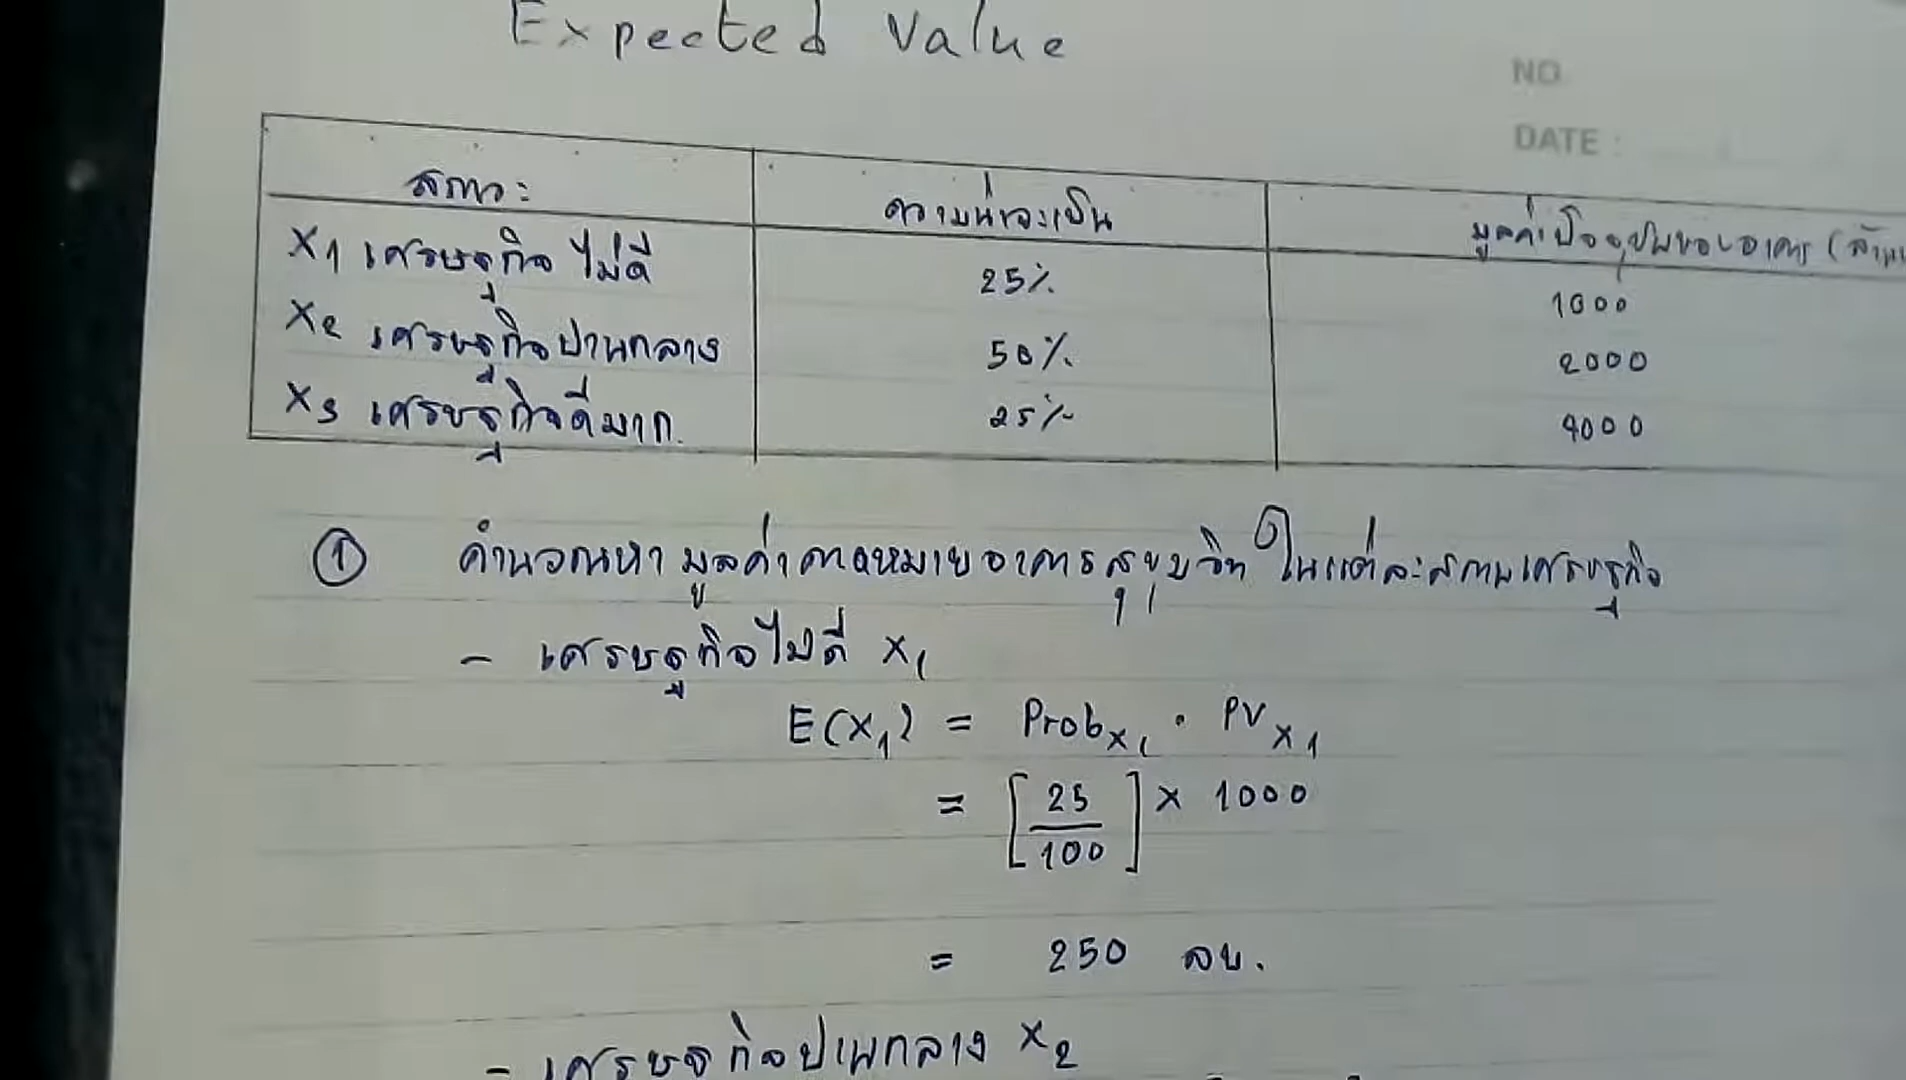 Expected Value
NO
DATE :
สภาวะ ความน่าจะเป็น มูลค่าปัจจุบันของอาคาร
X1 เศรษฐกิจไม่ดี 25% 1000
X2 เศรษฐกิจปานกลาง 50% 2000
X3 เศรษฐกิจดีมาก 25% 4000
① คำนวณหามูลค่าคาดหมายอาคารสุขุมวิท ในแต่ละสภาพเศรษฐกิจ
- เศรษฐกิจไม่ดี X1
E(X1) = Prob X1 . PV X1
= [25/100] × 1000
= 250 ลบ.
- เศรษฐกิจปานกลาง X2